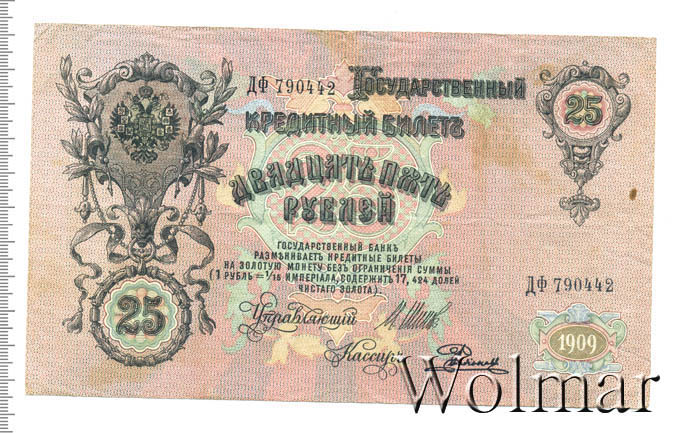 ДФ 790442
Государственный
25
Кредитный Билетъ
Двадцать пять
рублей
Государственный Банкъ
размѣниваетъ кредитные билеты
на золотую монету безъ ограниченія суммы
(1 рубль = 1/15 имперіала, содержитъ 17,424 долей
чистаго золота).
25
ДФ 790442
Управляющій
Кассиръ
1909
Wolmar